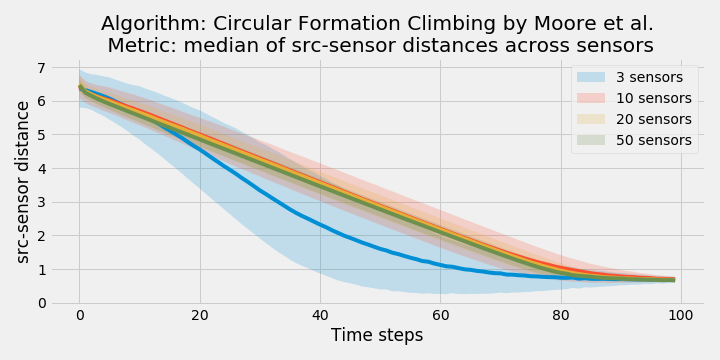 Algorithm: Circular Formation Climbing by Moore et al.
Metric: median of src-sensor distances across sensors
src-sensor distance
7
6
5
4
3
2
1
0
3 sensors
10 sensors
20 sensors
50 sensors
0 20 40 60 80 100
Time steps